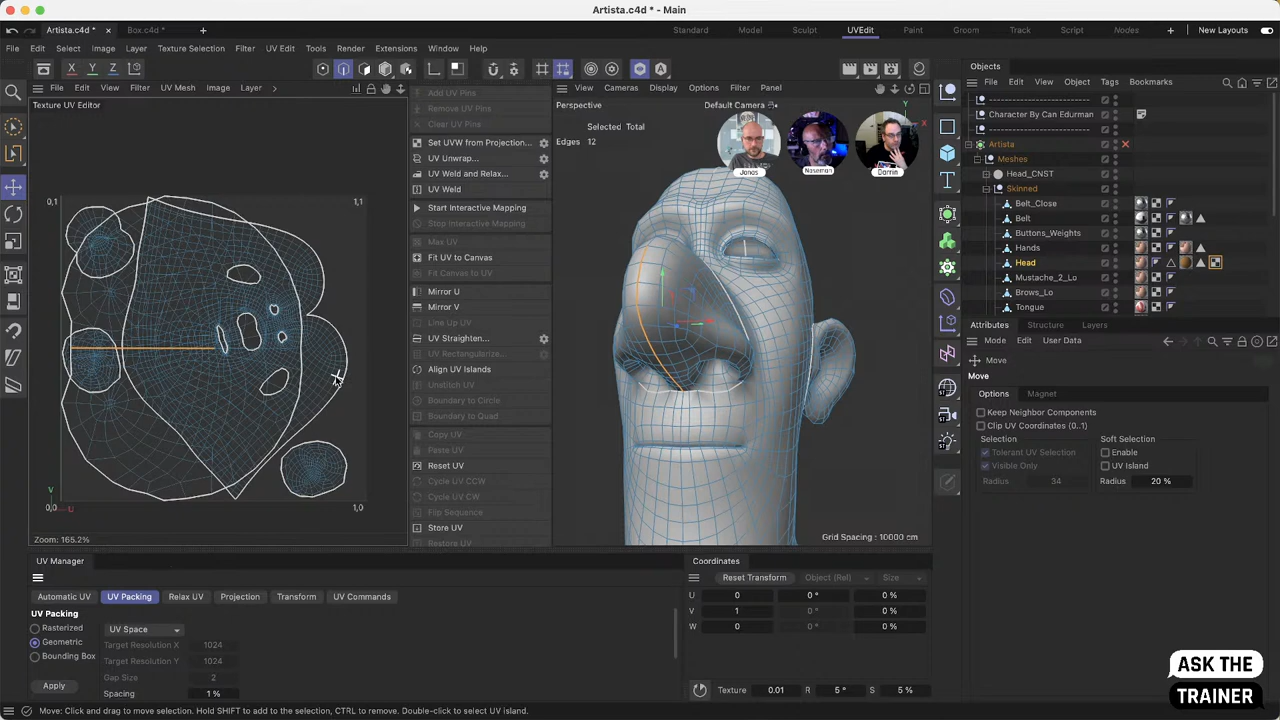 Artista.c4d * - Main
Artista.c4d * × Box.c4d * +
Standard Model Sculpt UVEdit Paint Groom Track Script Nodes + New Layouts
File Edit Select Image Layer Texture Selection Filter UV Edit Tools Render Extensions Window Help
X Y Z
File Edit View Filter UV Mesh Image Layer
Texture UV Editor
0,1 1,1
0,0 1,0
V
U
Zoom: 165.2%
Add UV Pins
Remove UV Pins
Clear UV Pins
Set UVW from Projection...
UV Unwrap...
UV Weld and Relax...
UV Weld
Start Interactive Mapping
Stop Interactive Mapping
Max UV
Fit UV to Canvas
Fit Canvas to UV
Mirror U
Mirror V
Line Up UV
UV Straighten...
UV Rectangularize...
Align UV Islands
Unstitch UV
Boundary to Circle
Boundary to Quad
Copy UV
Paste UV
Reset UV
Cycle UV CCW
Cycle UV CW
Flip Sequence
Store UV
Restore UV
View Cameras Display Options Filter Panel
Perspective Default Camera
Y
X
Selected Total
Edges 12
Jonas Noseman Darrin
Grid Spacing : 10000 cm
Objects
File Edit View Object Tags Bookmarks
----------------------------
Character By Can Edurman
----------------------------
Artista
Meshes
Head_CNST
Skinned
Belt_Close
Belt
Buttons_Weights
Hands
Head
Mustache_2_Lo
Brows_Lo
Tongue
Attributes Structure Layers
Mode Edit User Data
Move
Move
Options Magnet
Keep Neighbor Components
Clip UV Coordinates (0..1)
Selection
Tolerant UV Selection
Visible Only
Radius 34
Soft Selection
Enable
UV Island
Radius 20 %
UV Manager
Automatic UV UV Packing Relax UV Projection Transform UV Commands
UV Packing
Rasterized
Geometric
Bounding Box
Apply
UV Space
Target Resolution X 1024
Target Resolution Y 1024
Gap Size 2
Spacing 1 %
Coordinates
Reset Transform Object (Rel) Size
U 0 0 ° 0 %
V 1 0 ° 0 %
W 0 0 ° 0 %
Texture 0.01 R 5 ° S 5 %
ASK THE
TRAINER
Move: Click and drag to move selection. Hold SHIFT to add to the selection, CTRL to remove. Double-click to select UV island.